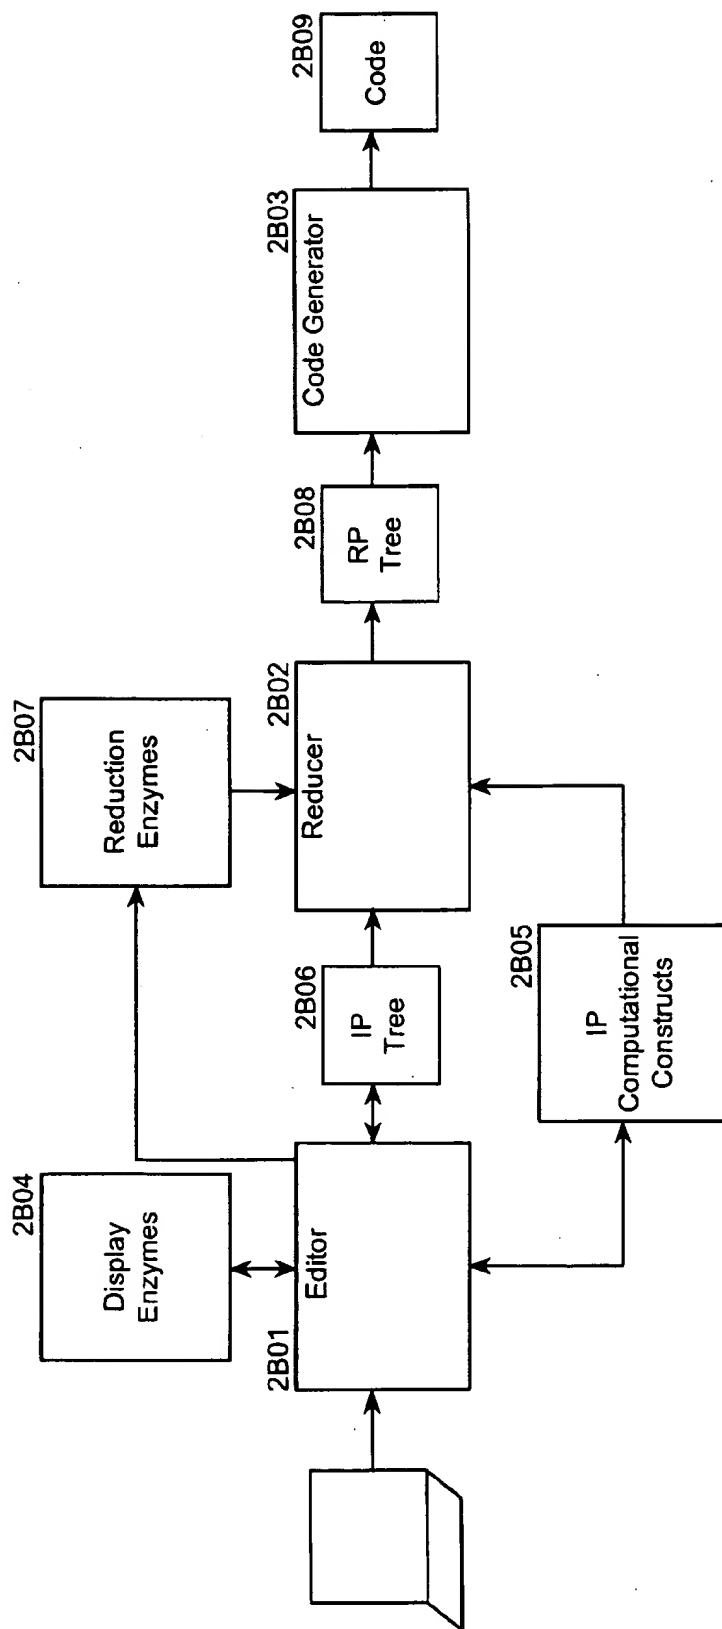 2B04
Display
Enzymes
2B07
Reduction
Enzymes
2B01
Editor
2B06
IP
Tree
2B02
Reducer
2B08
RP
Tree
2B03
Code Generator
2B09
Code
2B05
IP
Computational
Constructs